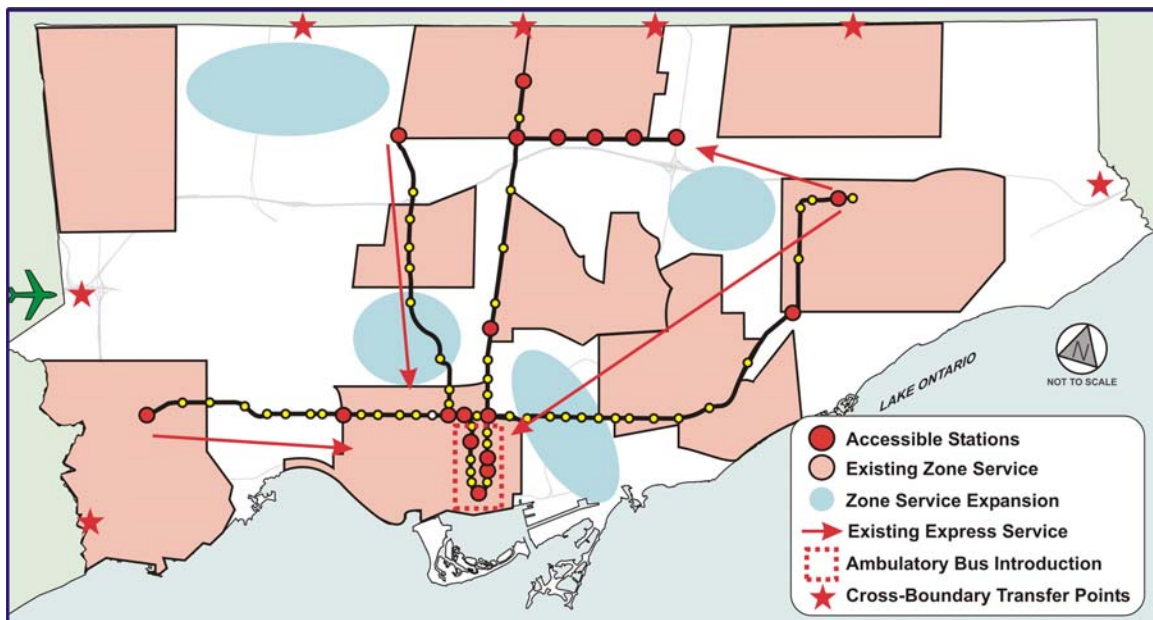 LAKE ONTARIO
N
NOT TO SCALE
Accessible Stations
Existing Zone Service
Zone Service Expansion
Existing Express Service
Ambulatory Bus Introduction
Cross-Boundary Transfer Points